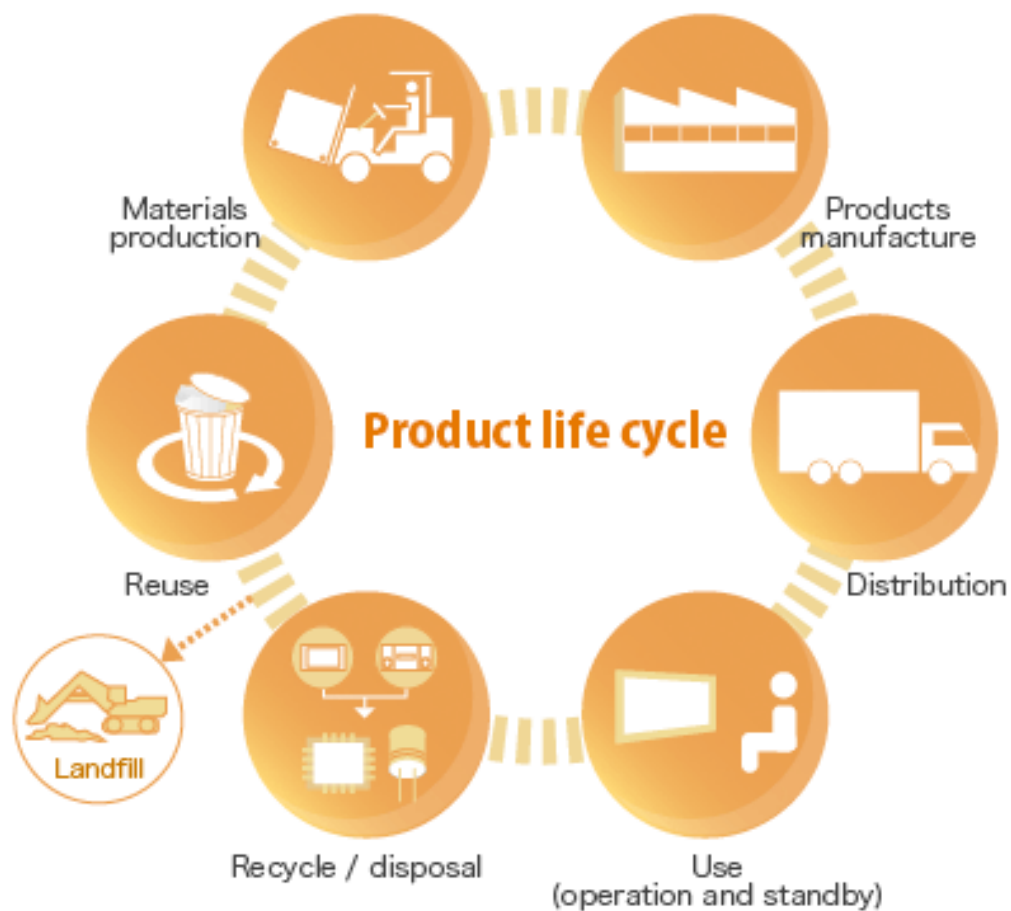 Materials
production
Products
manufacture
Product life cycle
Reuse
Distribution
Landfill
Recycle / disposal
Use
(operation and standby)